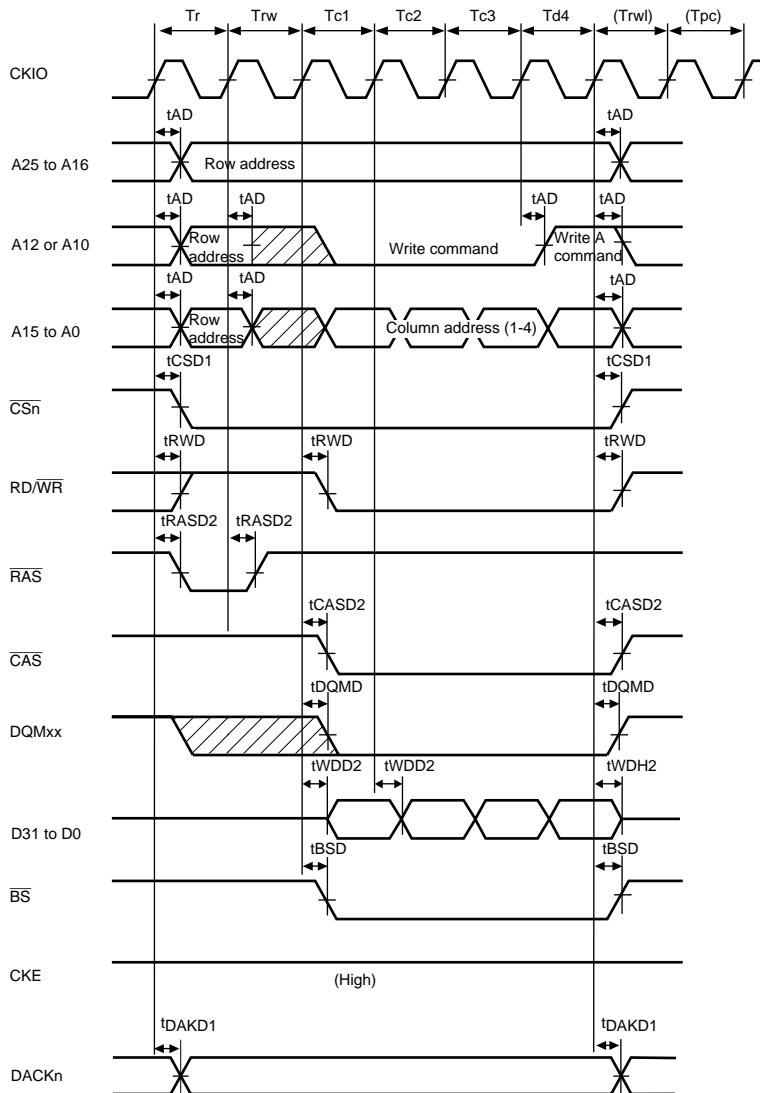 Tr Trw Tc1 Tc2 Tc3 Td4 (Trwl) (Tpc)
CKIO
tAD tAD
A25 to A16 Row address
tAD tAD tAD tAD
A12 or A10 Row address Write command Write A command
tAD tAD tAD
A15 to A0 Row address Column address (1-4)
tCSD1 tCSD1
CSn
tRWD tRWD tRWD
RD/WR
tRASD2 tRASD2
RAS
tCASD2 tCASD2
CAS
tDQMD tDQMD
DQMxx
tWDD2 tWDD2 tWDH2
D31 to D0
tBSD tBSD
BS
CKE (High)
tDAKD1 tDAKD1
DACKn